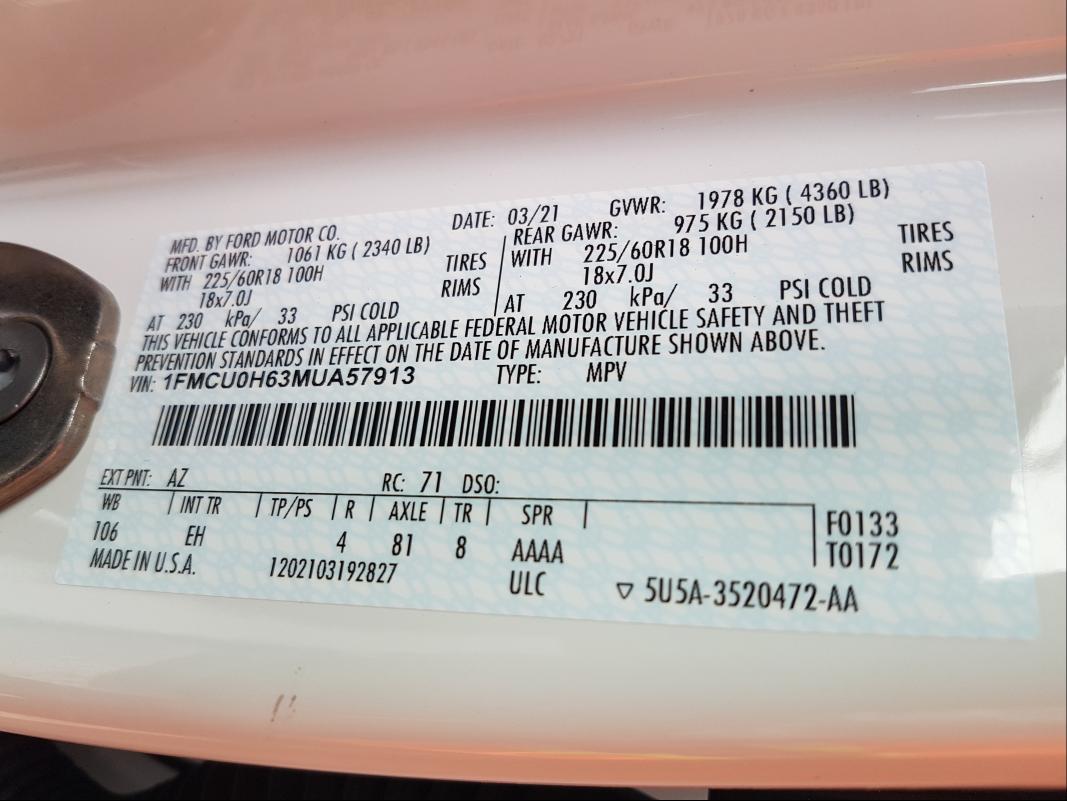 MFD. BY FORD MOTOR CO. DATE: 03/21 GVWR: 1978 KG ( 4360 LB)
FRONT GAWR: 1061 KG ( 2340 LB) REAR GAWR: 975 KG ( 2150 LB)
WITH 225/60R18 100H TIRES WITH 225/60R18 100H TIRES
18x7.0J RIMS 18x7.0J RIMS
AT 230 kPa/ 33 PSI COLD AT 230 kPa/ 33 PSI COLD
THIS VEHICLE CONFORMS TO ALL APPLICABLE FEDERAL MOTOR VEHICLE SAFETY AND THEFT
PREVENTION STANDARDS IN EFFECT ON THE DATE OF MANUFACTURE SHOWN ABOVE.
VIN: 1FMCU0H63MUA57913 TYPE: MPV
EXT PNT: AZ RC: 71 DSO:
WB INT TR TP/PS R AXLE TR SPR F0133
106 EH 4 81 8 AAAA T0172
MADE IN U.S.A. 1202103192827 ULC ▽ 5U5A-3520472-AA